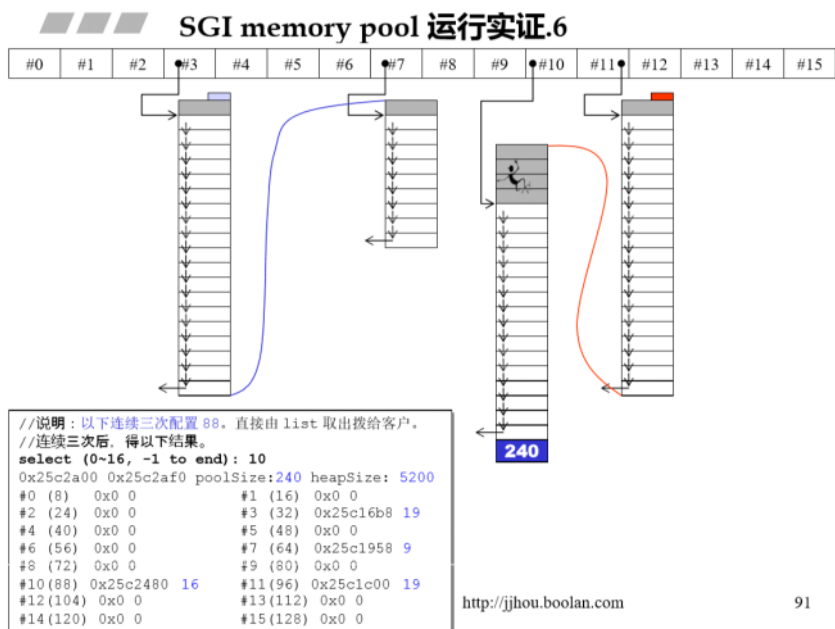 SGI memory pool 运行实证.6
#0 #1 #2 #3 #4 #5 #6 #7 #8 #9 #10 #11 #12 #13 #14 #15
240
//说明：以下连续三次配置 88。直接由 list 取出拨给客户。
//连续三次后，得以下结果。
select (0~16, -1 to end): 10
0x25c2a00 0x25c2af0 poolSize:240 heapSize: 5200
#0 (8) 0x0 0 #1 (16) 0x0 0
#2 (24) 0x0 0 #3 (32) 0x25c16b8 19
#4 (40) 0x0 0 #5 (48) 0x0 0
#6 (56) 0x0 0 #7 (64) 0x25c1958 9
#8 (72) 0x0 0 #9 (80) 0x0 0
#10(88) 0x25c2480 16 #11(96) 0x25c1c00 19
#12(104) 0x0 0 #13(112) 0x0 0
#14(120) 0x0 0 #15(128) 0x0 0
http://jjhou.boolan.com 91